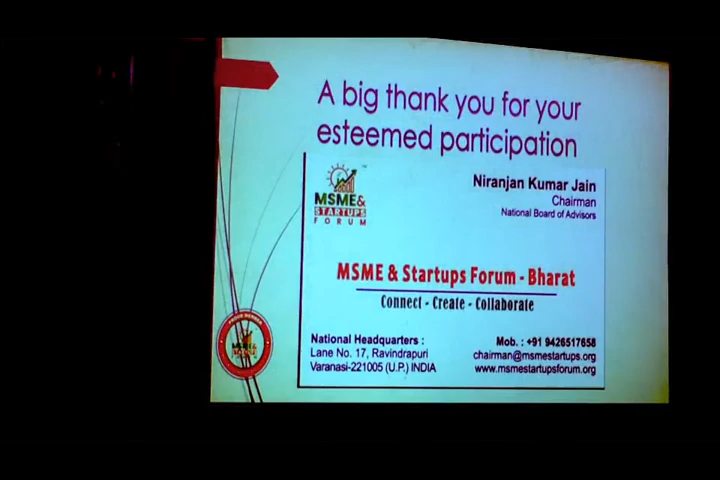 A big thank you for your
esteemed participation
MSME&
STARTUPS
FORUM
Niranjan Kumar Jain
Chairman
National Board of Advisors
MSME & Startups Forum - Bharat
Connect - Create - Collaborate
National Headquarters :
Lane No. 17, Ravindrapuri
Varanasi-221005 (U.P.) INDIA
Mob. : +91 9426517658
chairman@msmestartups.org
www.msmestartupsforum.org
MSME&